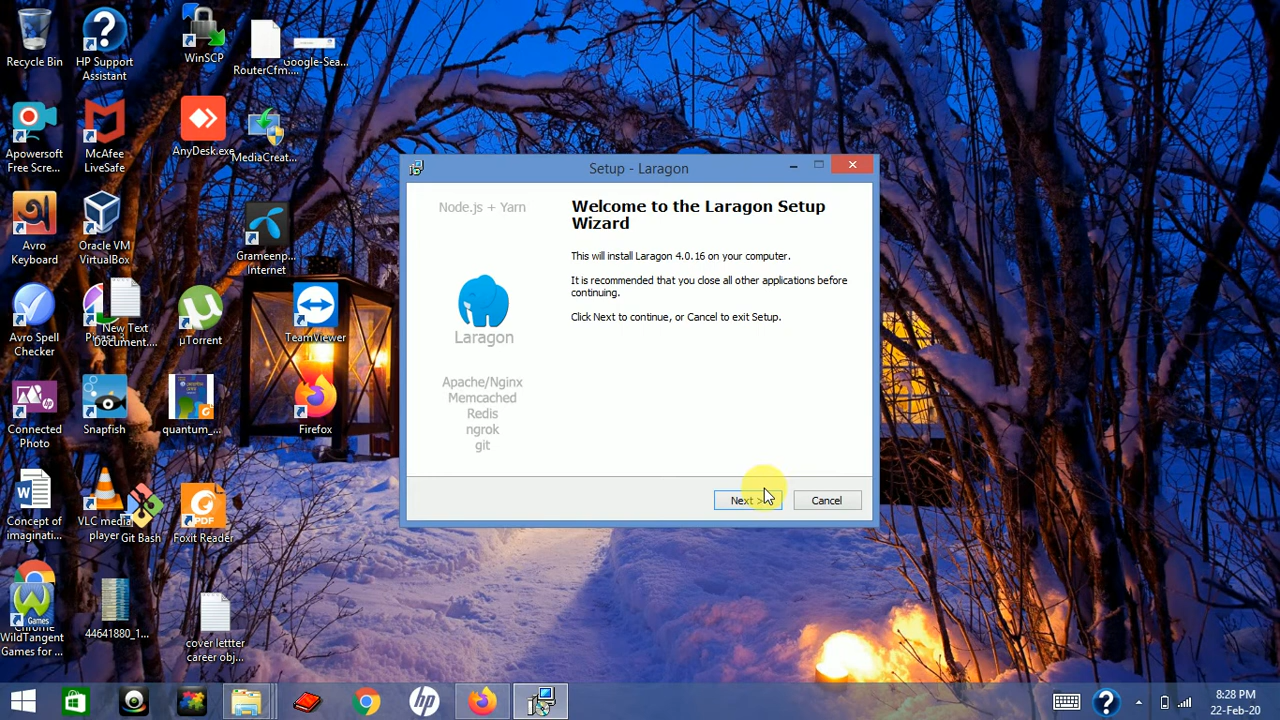 Recycle Bin
HP Support
Assistant
WinSCP
RouterCfm....
Google-Sea...
Apowersoft
Free Scre...
McAfee
LiveSafe
AnyDesk.exe
MediaCreat...
Avro
Keyboard
Oracle VM
VirtualBox
Grameenp...
Internet
Avro Spell
Checker
New Text
Document....
µTorrent
TeamViewer
Connected
Photo
Snapfish
quantum_...
Firefox
Concept of
imaginati...
VLC media
player
Git Bash
Foxit Reader
PDF
Games
WildTangent
Games for ...
44641880_1...
cover lettter
career obj...
Setup - Laragon
Node.js + Yarn
Laragon
Apache/Nginx
Memcached
Redis
ngrok
git
Welcome to the Laragon Setup
Wizard
This will install Laragon 4.0.16 on your computer.
It is recommended that you close all other applications before
continuing.
Click Next to continue, or Cancel to exit Setup.
Next >
Cancel
hp
8:28 PM
22-Feb-20